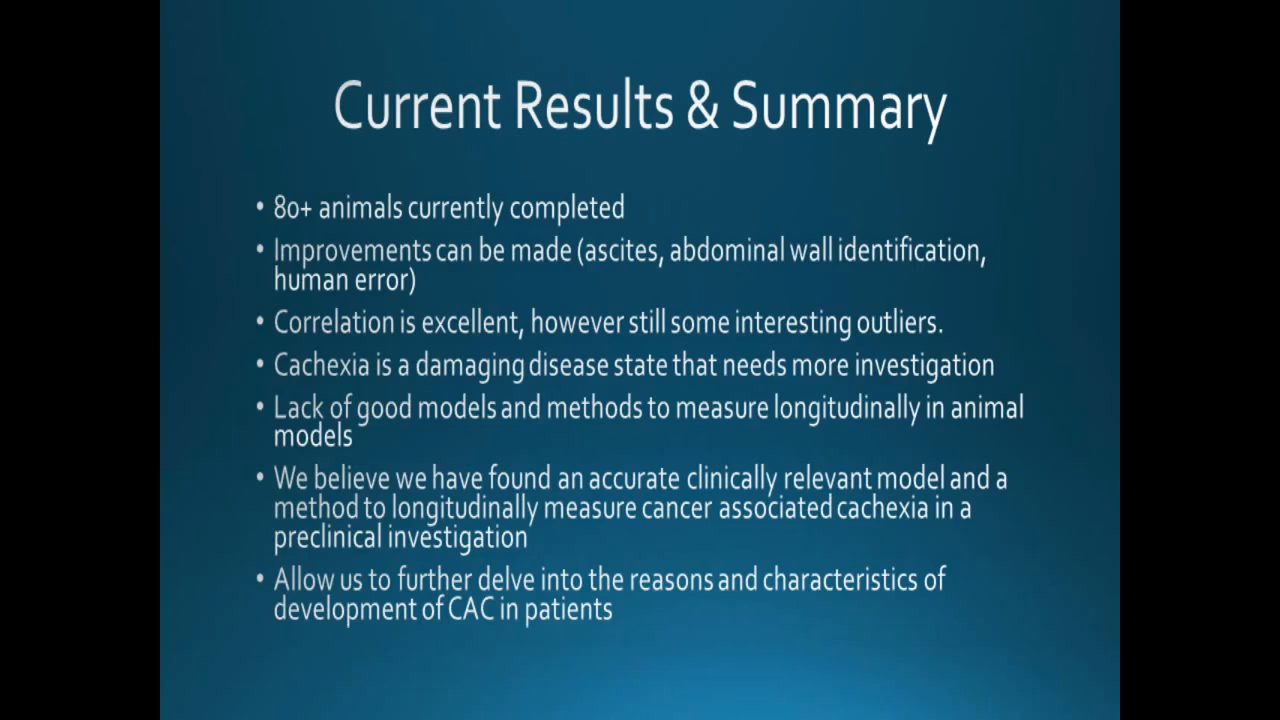 Current Results & Summary
• 80+ animals currently completed
• Improvements can be made (ascites, abdominal wall identification,
human error)
• Correlation is excellent, however still some interesting outliers.
• Cachexia is a damaging disease state that needs more investigation
• Lack of good models and methods to measure longitudinally in animal
models
• We believe we have found an accurate clinically relevant model and a
method to longitudinally measure cancer associated cachexia in a
preclinical investigation
• Allow us to further delve into the reasons and characteristics of
development of CAC in patients